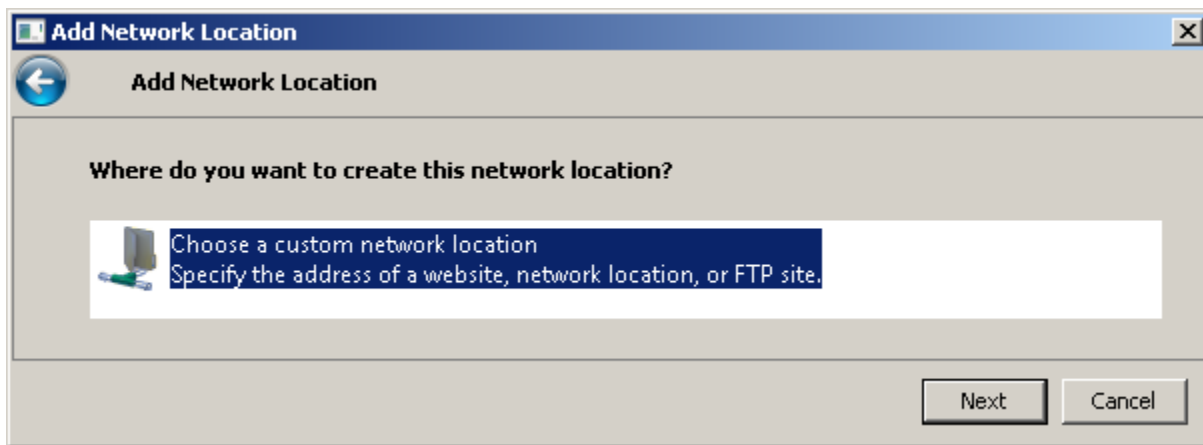 Add Network Location
Add Network Location
Where do you want to create this network location?
Choose a custom network location
Specify the address of a website, network location, or FTP site.
Next
Cancel